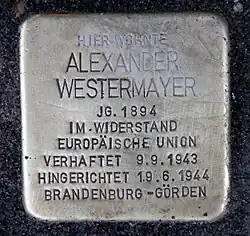 HIER WOHNTE
ALEXANDER
WESTERMAYER
JG. 1894
IM WIDERSTAND
EUROPÄISCHE UNION
VERHAFTET 9.9.1943
HINGERICHTET 19.6.1944
BRANDENBURG-GÖRDEN